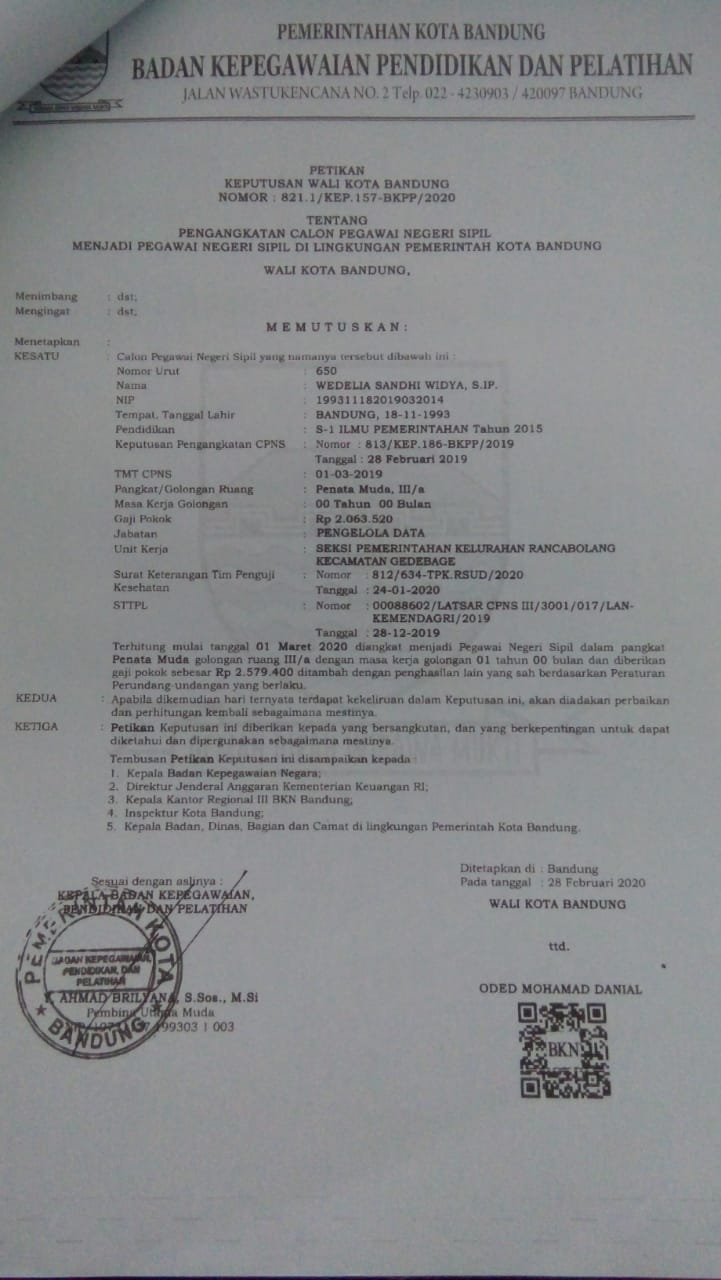 PEMERINTAHAN KOTA BANDUNG
BADAN KEPEGAWAIAN PENDIDIKAN DAN PELATIHAN
JALAN WASTUKENCANA NO. 2 Telp. 022 - 4230903 / 420097 BANDUNG
PETIKAN
KEPUTUSAN WALI KOTA BANDUNG
NOMOR : 821.1/KEP.157-BKPP/2020
TENTANG
PENGANGKATAN CALON PEGAWAI NEGERI SIPIL
MENJADI PEGAWAI NEGERI SIPIL DI LINGKUNGAN PEMERINTAH KOTA BANDUNG
WALI KOTA BANDUNG,
Menimbang : dst;
Mengingat : dst;
M E M U T U S K A N :
Menetapkan :
KESATU : Calon Pegawai Negeri Sipil yang namanya tersebut dibawah ini :
Nomor Urut : 650
Nama : WEDELIA SANDHI WIDYA, S.IP.
NIP : 199311182019032014
Tempat, Tanggal Lahir : BANDUNG, 18-11-1993
Pendidikan : S-1 ILMU PEMERINTAHAN Tahun 2015
Keputusan Pengangkatan CPNS : Nomor : 813/KEP.186-BKPP/2019
Tanggal : 28 Februari 2019
TMT CPNS : 01-03-2019
Pangkat/Golongan Ruang : Penata Muda, III/a
Masa Kerja Golongan : 00 Tahun 00 Bulan
Gaji Pokok : Rp 2.063.520
Jabatan : PENGELOLA DATA
Unit Kerja : SEKSI PEMERINTAHAN KELURAHAN RANCABOLANG
KECAMATAN GEDEBAGE
Surat Keterangan Tim Penguji : Nomor : 812/634-TPK.RSUD/2020
Kesehatan Tanggal : 24-01-2020
STTPL : Nomor : 00088602/LATSAR CPNS III/3001/017/LAN-
KEMENDAGRI/2019
Tanggal : 28-12-2019
Terhitung mulai tanggal 01 Maret 2020 diangkat menjadi Pegawai Negeri Sipil dalam pangkat
Penata Muda golongan ruang III/a dengan masa kerja golongan 01 tahun 00 bulan dan diberikan
gaji pokok sebesar Rp 2.579.400 ditambah dengan penghasilan lain yang sah berdasarkan Peraturan
Perundang-undangan yang berlaku.
KEDUA : Apabila dikemudian hari ternyata terdapat kekeliruan dalam Keputusan ini, akan diadakan perbaikan
dan perhitungan kembali sebagaimana mestinya.
KETIGA : Petikan Keputusan ini diberikan kepada yang bersangkutan, dan yang berkepentingan untuk dapat
diketahui dan dipergunakan sebagaimana mestinya.
Tembusan Petikan Keputusan ini disampaikan kepada :
1. Kepala Badan Kepegawaian Negara;
2. Direktur Jenderal Anggaran Kementerian Keuangan RI;
3. Kepala Kantor Regional III BKN Bandung;
4. Inspektur Kota Bandung;
5. Kepala Badan, Dinas, Bagian dan Camat di lingkungan Pemerintah Kota Bandung.
Ditetapkan di : Bandung
Pada tanggal : 28 Februari 2020
WALI KOTA BANDUNG
ttd.
ODED MOHAMAD DANIAL
BKN
Sesuai dengan aslinya :
KEPALA BADAN KEPEGAWAIAN,
PENDIDIKAN DAN PELATIHAN
PEMERINTAH KOTA
BADAN KEPEGAWAIAN,
PENDIDIKAN, DAN
PELATIHAN
★ BANDUNG ★
AHMAD BRILYANA, S.Sos., M.Si
Pembina Utama Muda
199303 1 003